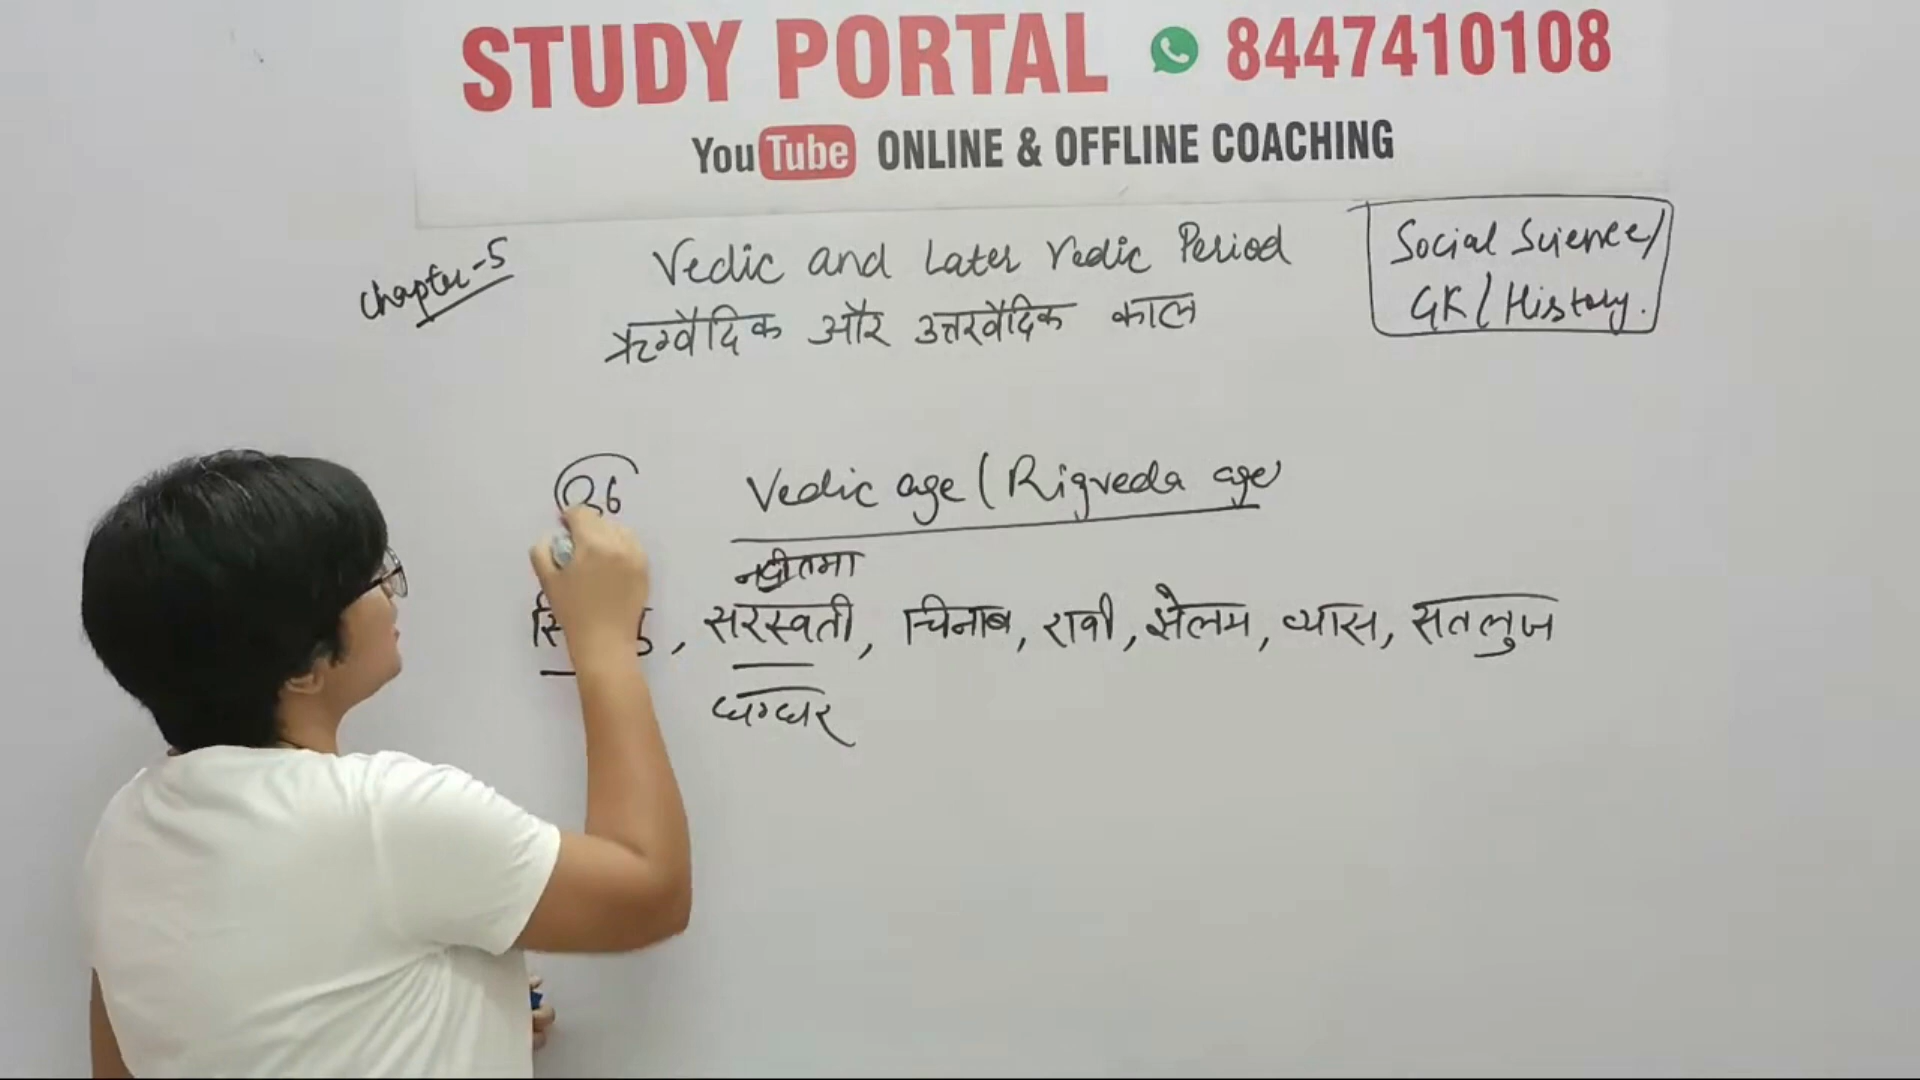 STUDY PORTAL 8447410108
YouTube ONLINE & OFFLINE COACHING
Chapter-5
Vedic and Later Vedic Period
ऋग्वैदिक और उत्तरवैदिक काल
Social Science/
GK/History.
Vedic age (Rigveda age
नदीतमा
सरस्वती, चिनाब, रावी, झेलम, व्यास, सतलुज
घग्घर